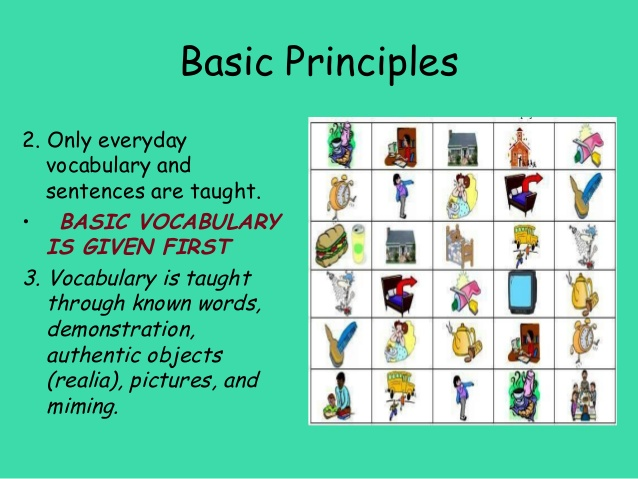 Basic Principles
2. Only everyday
vocabulary and
sentences are taught.
• BASIC VOCABULARY
IS GIVEN FIRST
3. Vocabulary is taught
through known words,
demonstration,
authentic objects
(realia), pictures, and
miming.